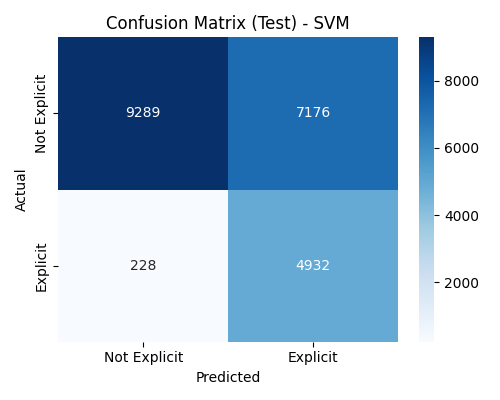 Confusion Matrix (Test) - SVM
Actual
Not Explicit
Explicit
9289 7176
228 4932
Not Explicit Explicit
Predicted
8000
6000
4000
2000